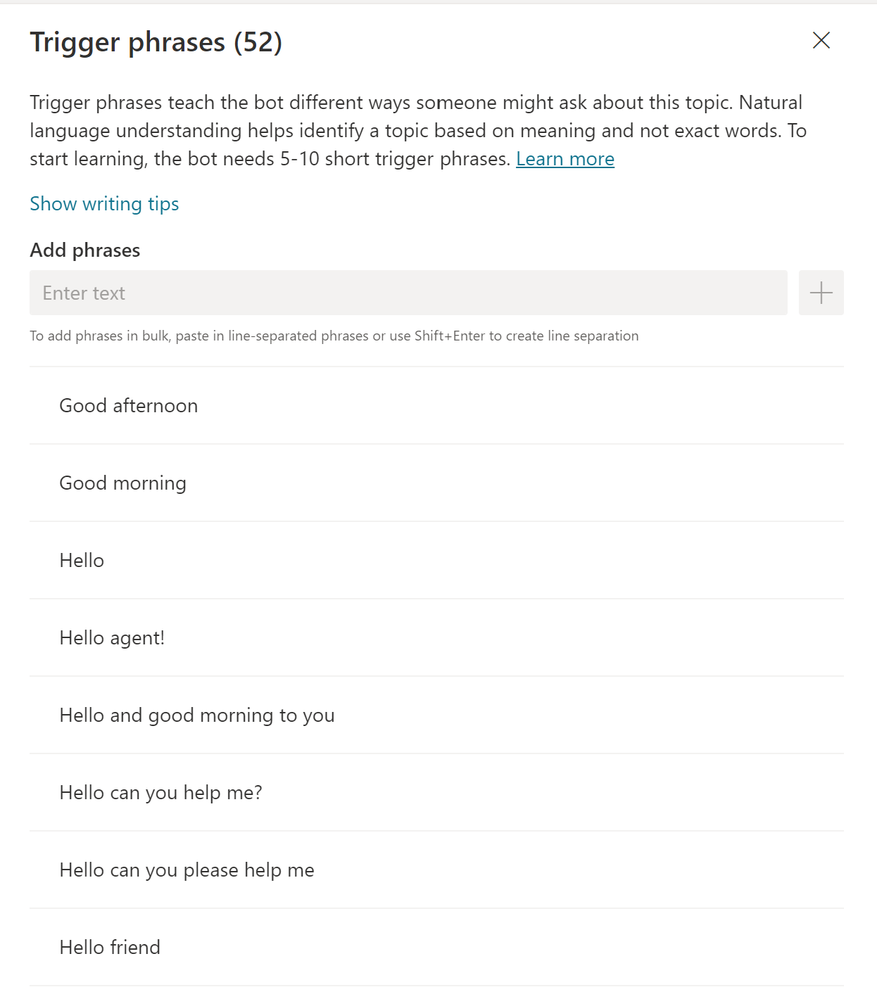 Trigger phrases (52)
Trigger phrases teach the bot different ways someone might ask about this topic. Natural
language understanding helps identify a topic based on meaning and not exact words. To
start learning, the bot needs 5-10 short trigger phrases. Learn more
Show writing tips
Add phrases
Enter text
To add phrases in bulk, paste in line-separated phrases or use Shift+Enter to create line separation
Good afternoon
Good morning
Hello
Hello agent!
Hello and good morning to you
Hello can you help me?
Hello can you please help me
Hello friend